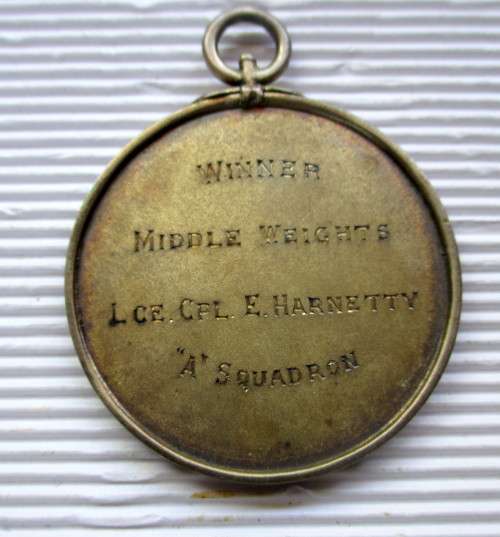 WINNER
MIDDLE WEIGHTS
LCE. CPL. E. HARNETTY
"A" SQUADRON